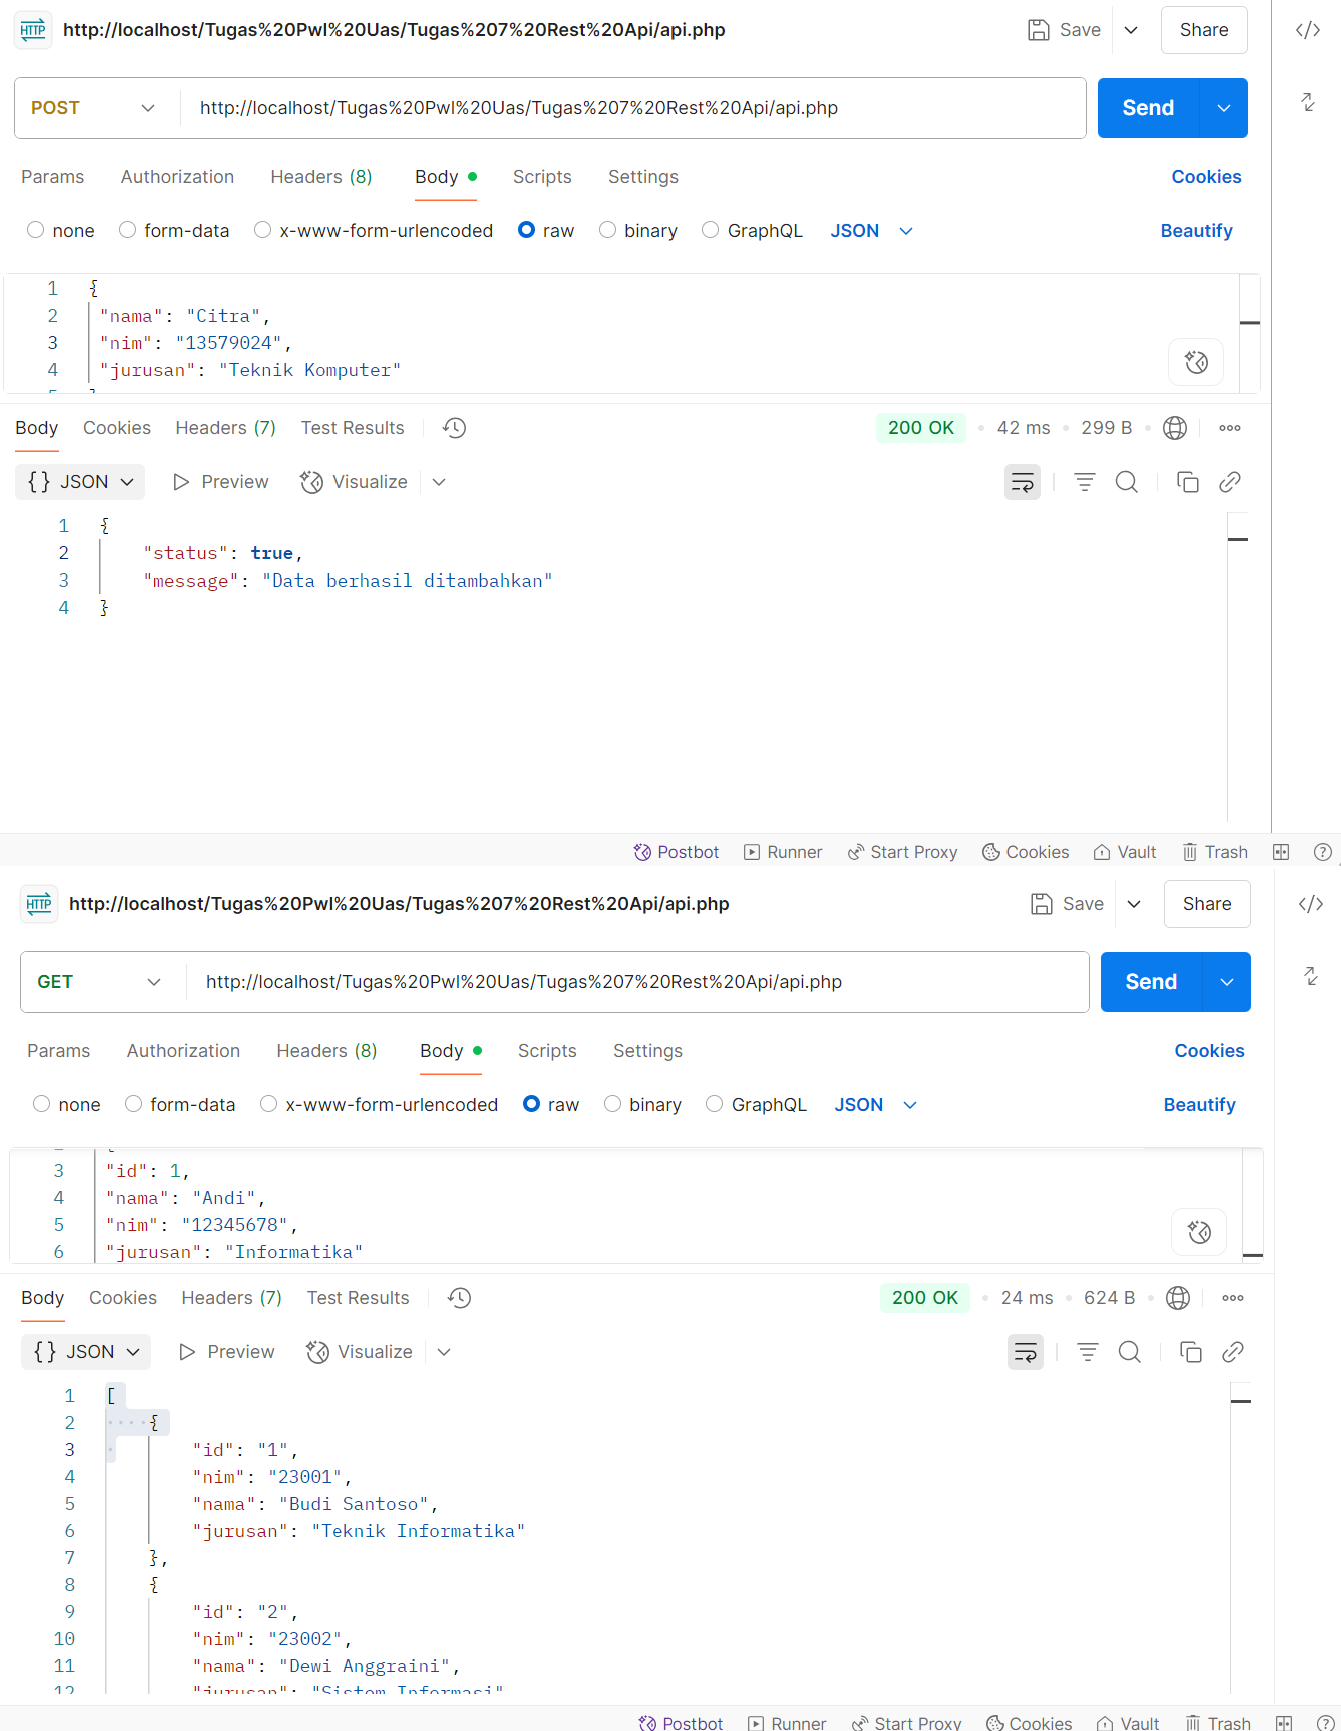 HTTP http://localhost/Tugas%20Pwl%20Uas/Tugas%207%20Rest%20Api/api.php Save Share
POST http://localhost/Tugas%20Pwl%20Uas/Tugas%207%20Rest%20Api/api.php Send
Params Authorization Headers (8) Body Scripts Settings Cookies
none form-data x-www-form-urlencoded raw binary GraphQL JSON Beautify
1 {
2 "nama": "Citra",
3 "nim": "13579024",
4 "jurusan": "Teknik Komputer"
Body Cookies Headers (7) Test Results 200 OK 42 ms 299 B
{} JSON Preview Visualize
1 {
2 "status": true,
3 "message": "Data berhasil ditambahkan"
4 }
Postbot Runner Start Proxy Cookies Vault Trash
HTTP http://localhost/Tugas%20Pwl%20Uas/Tugas%207%20Rest%20Api/api.php Save Share
GET http://localhost/Tugas%20Pwl%20Uas/Tugas%207%20Rest%20Api/api.php Send
Params Authorization Headers (8) Body Scripts Settings Cookies
none form-data x-www-form-urlencoded raw binary GraphQL JSON Beautify
3 "id": 1,
4 "nama": "Andi",
5 "nim": "12345678",
6 "jurusan": "Informatika"
Body Cookies Headers (7) Test Results 200 OK 24 ms 624 B
{} JSON Preview Visualize
1 [
2 {
3 "id": "1",
4 "nim": "23001",
5 "nama": "Budi Santoso",
6 "jurusan": "Teknik Informatika"
7 },
8 {
9 "id": "2",
10 "nim": "23002",
11 "nama": "Dewi Anggraini",
12 "jurusan": "Sistem Informasi"
Postbot Runner Start Proxy Cookies Vault Trash